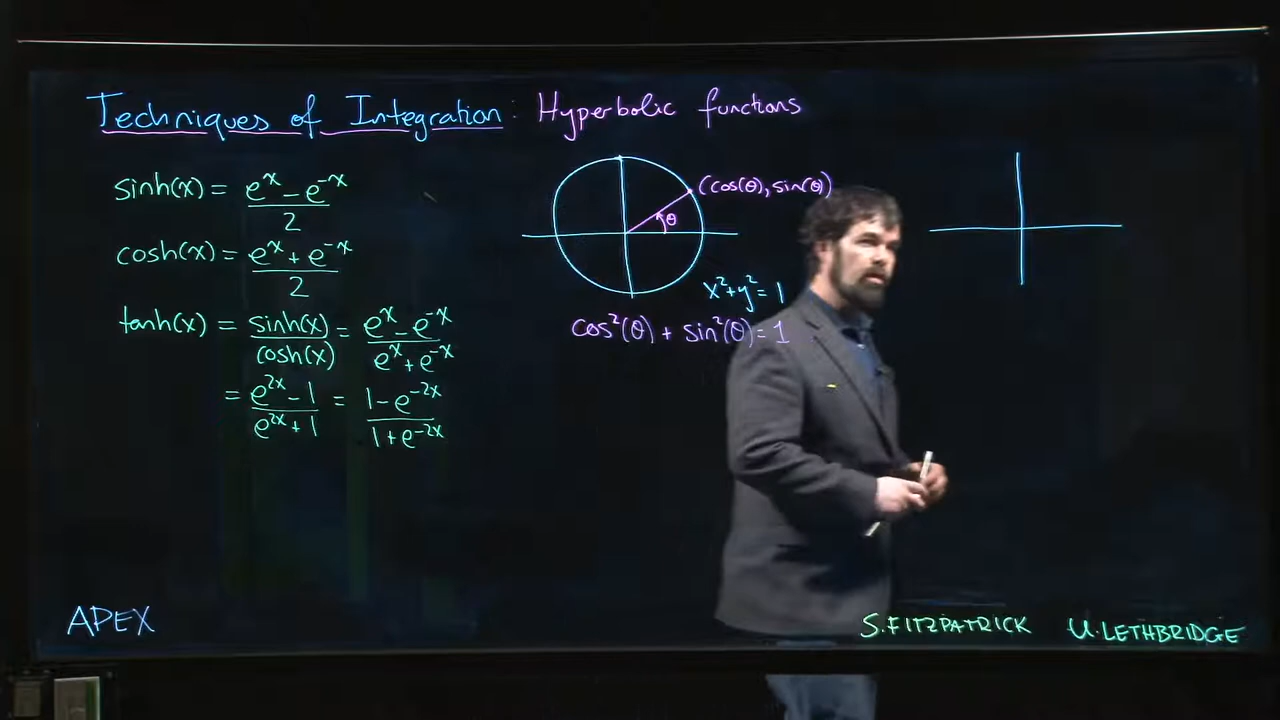 Techniques of Integration: Hyperbolic functions
sinh(x) = (e^x - e^-x)/2
cosh(x) = (e^x + e^-x)/2
tanh(x) = sinh(x)/cosh(x) = (e^x - e^-x)/(e^x + e^-x)
= (e^2x - 1)/(e^2x + 1) = (1 - e^-2x)/(1 + e^-2x)
(cos(θ), sin(θ))
θ
x² + y² = 1
cos²(θ) + sin²(θ) = 1
APEX
S. FITZPATRICK U. LETHBRIDGE